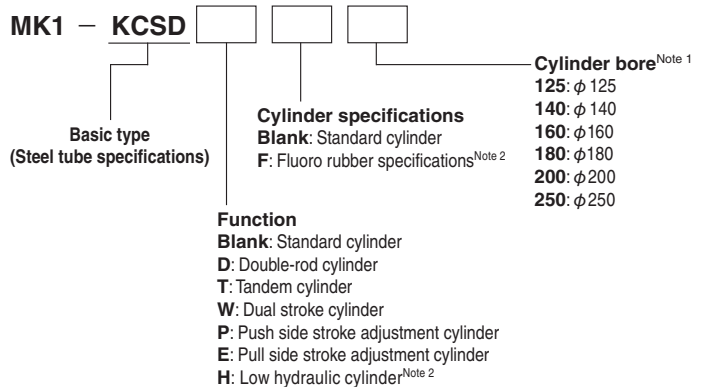 MK1 － KCSD
Basic type
(Steel tube specifications)
Function
Blank: Standard cylinder
D: Double-rod cylinder
T: Tandem cylinder
W: Dual stroke cylinder
P: Push side stroke adjustment cylinder
E: Pull side stroke adjustment cylinder
H: Low hydraulic cylinder Note 2
Cylinder specifications
Blank: Standard cylinder
F: Fluoro rubber specifications Note 2
Cylinder bore Note 1
125: φ125
140: φ140
160: φ160
180: φ180
200: φ200
250: φ250